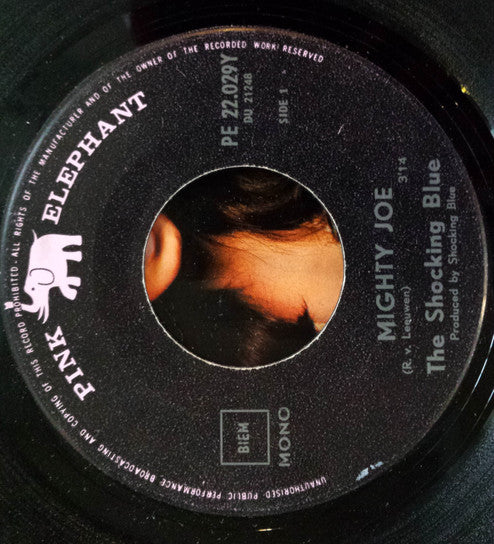 UNAUTHORISED PUBLIC PERFORMANCE BROADCASTING AND COPYING OF THIS RECORD PROHIBITED - ALL RIGHTS OF THE MANUFACTURER AND OF THE OWNER OF THE RECORDED WORK RESERVED
PINK ELEPHANT
BIEM
MONO
PE 22.029Y
DU 21248
SIDE 1
MIGHTY JOE
(R. v. Leeuwen) 3'14
The Shocking Blue
Produced by Shocking Blue